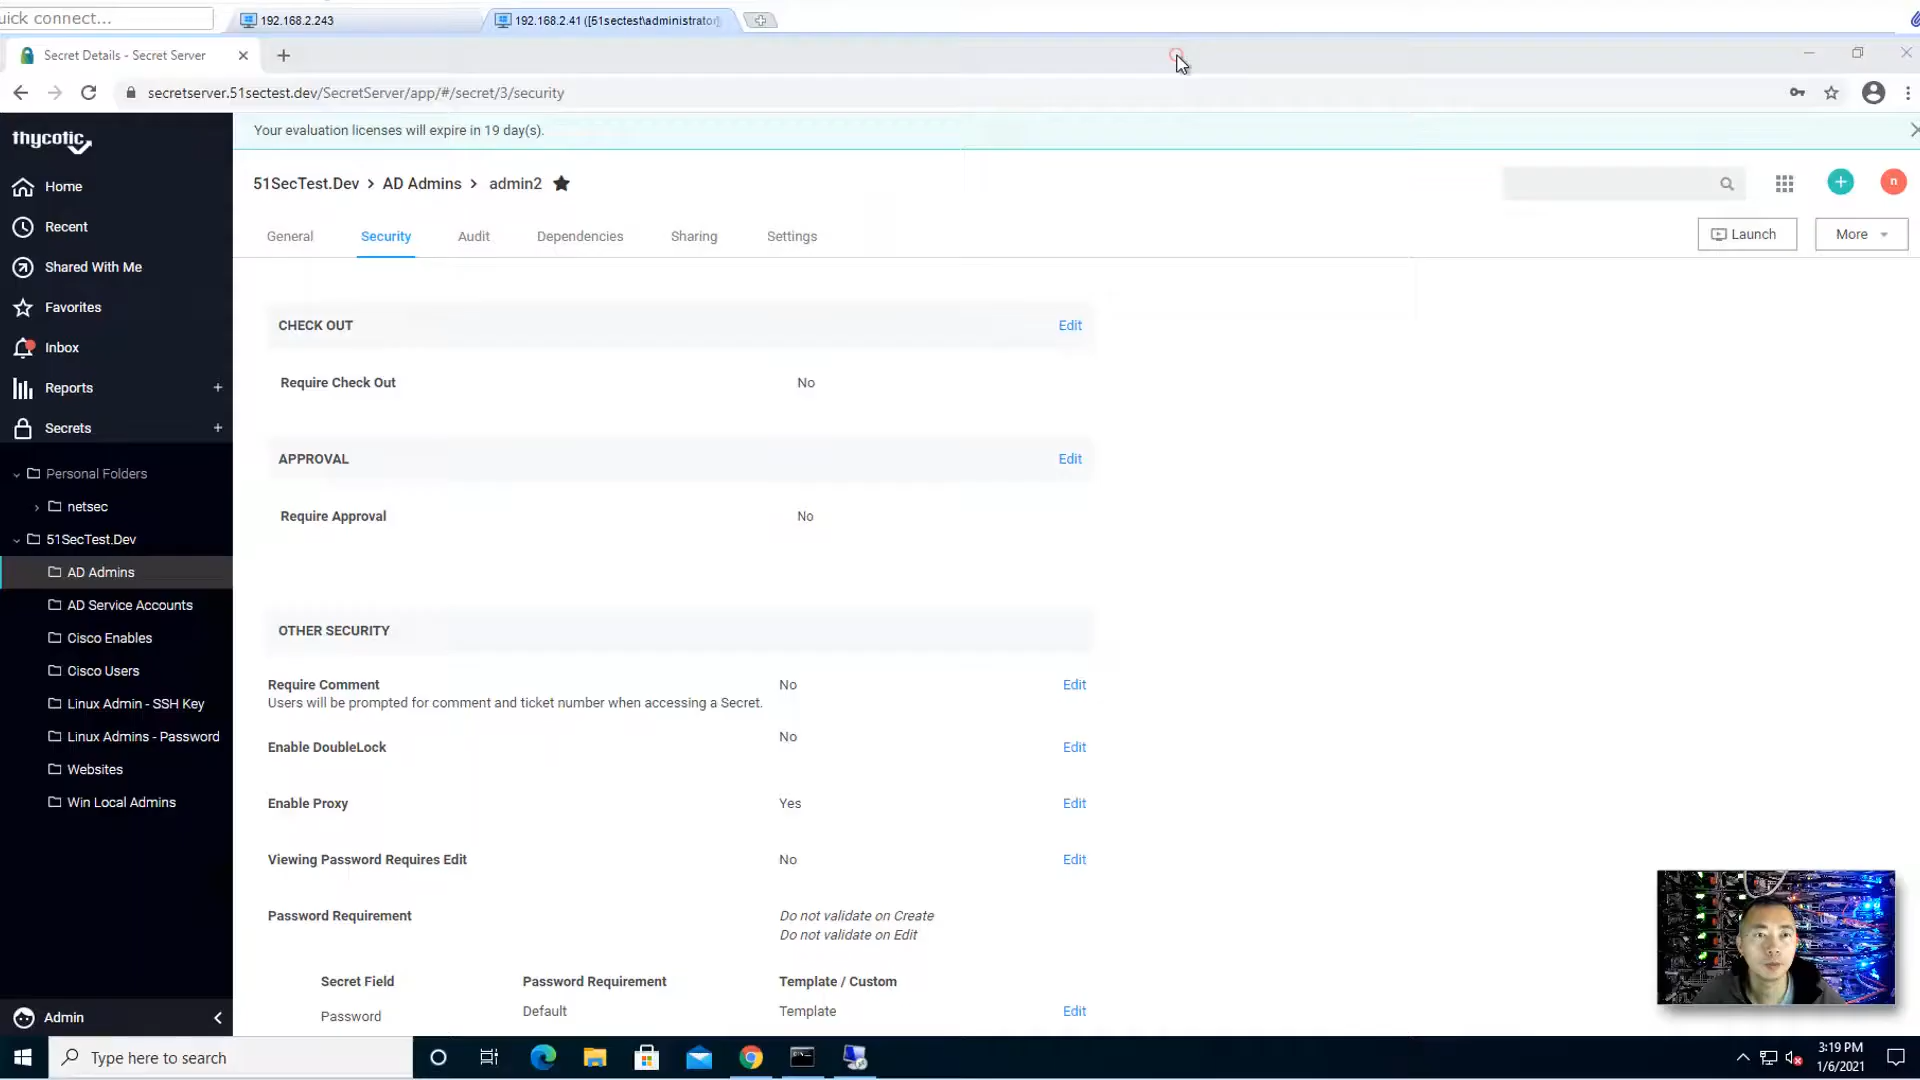 uick connect...
192.168.2.243
192.168.2.41 ([51sectest\administrator]
Secret Details - Secret Server
secretserver.51sectest.dev/SecretServer/app/#/secret/3/security
thycotic
Your evaluation licenses will expire in 19 day(s).
Home
Recent
Shared With Me
Favorites
Inbox
Reports
Secrets
Personal Folders
netsec
51SecTest.Dev
AD Admins
AD Service Accounts
Cisco Enables
Cisco Users
Linux Admin - SSH Key
Linux Admins - Password
Websites
Win Local Admins
Admin
51SecTest.Dev > AD Admins > admin2
n
General Security Audit Dependencies Sharing Settings
Launch
More
CHECK OUT Edit
Require Check Out No
APPROVAL Edit
Require Approval No
OTHER SECURITY
Require Comment No Edit
Users will be prompted for comment and ticket number when accessing a Secret.
Enable DoubleLock No Edit
Enable Proxy Yes Edit
Viewing Password Requires Edit No Edit
Password Requirement Do not validate on Create
Do not validate on Edit
Secret Field Password Requirement Template / Custom
Password Default Template Edit
Type here to search
3:19 PM
1/6/2021